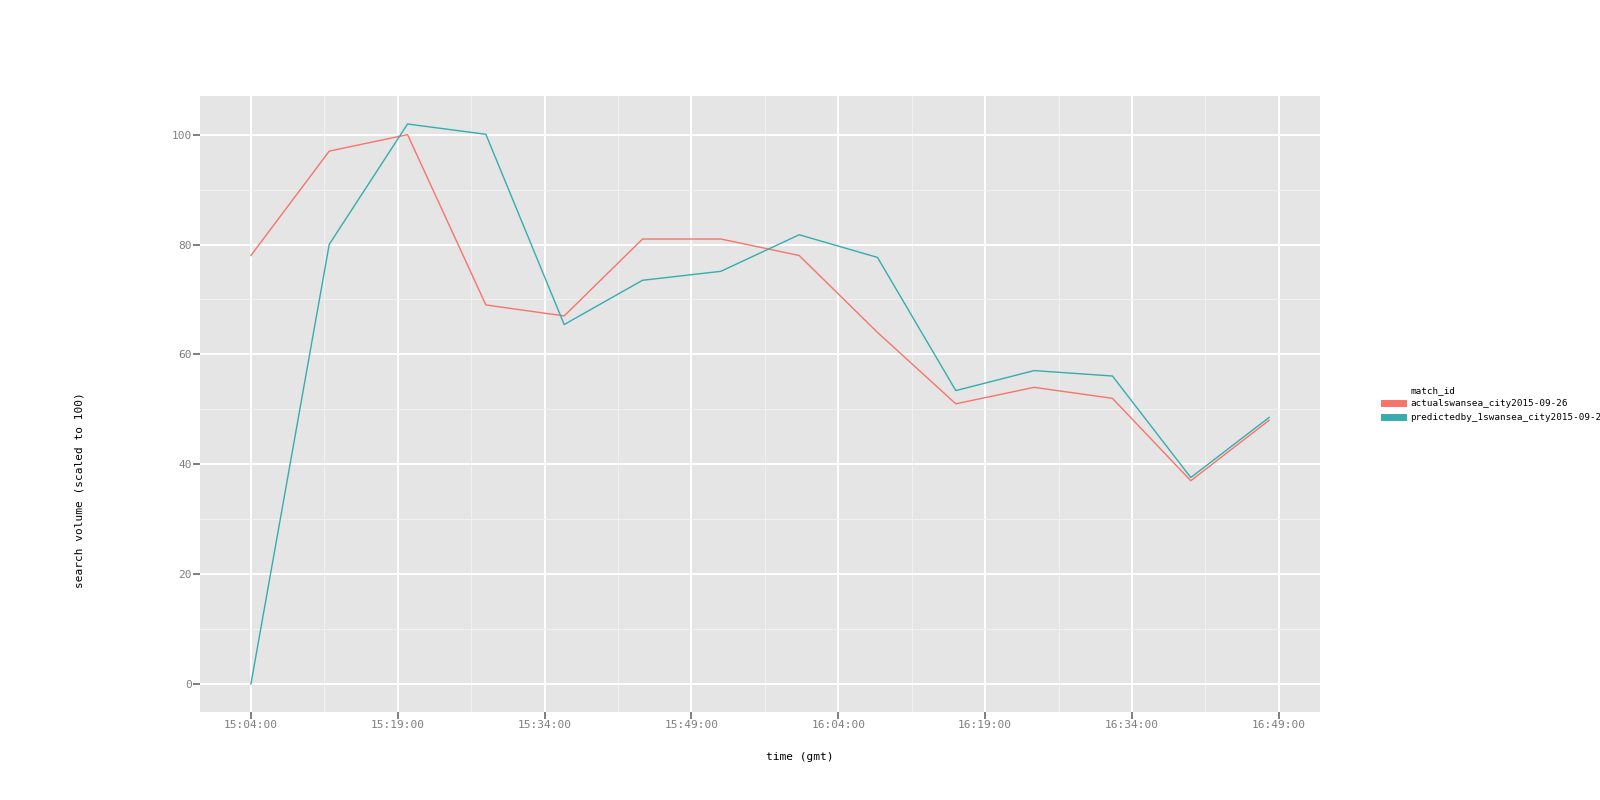 100
80
60
40
20
0
search volume (scaled to 100)
15:04:00 15:19:00 15:34:00 15:49:00 16:04:00 16:19:00 16:34:00 16:49:00
time (gmt)
match_id
actualswansea_city2015-09-26
predictedby_1swansea_city2015-09-2